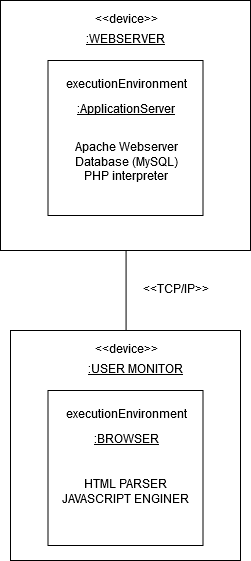 <<device>>
:WEBSERVER
executionEnvironment
:ApplicationServer
Apache Webserver
Database (MySQL)
PHP interpreter
<<TCP/IP>>
<<device>>
:USER MONITOR
executionEnvironment
:BROWSER
HTML PARSER
JAVASCRIPT ENGINER